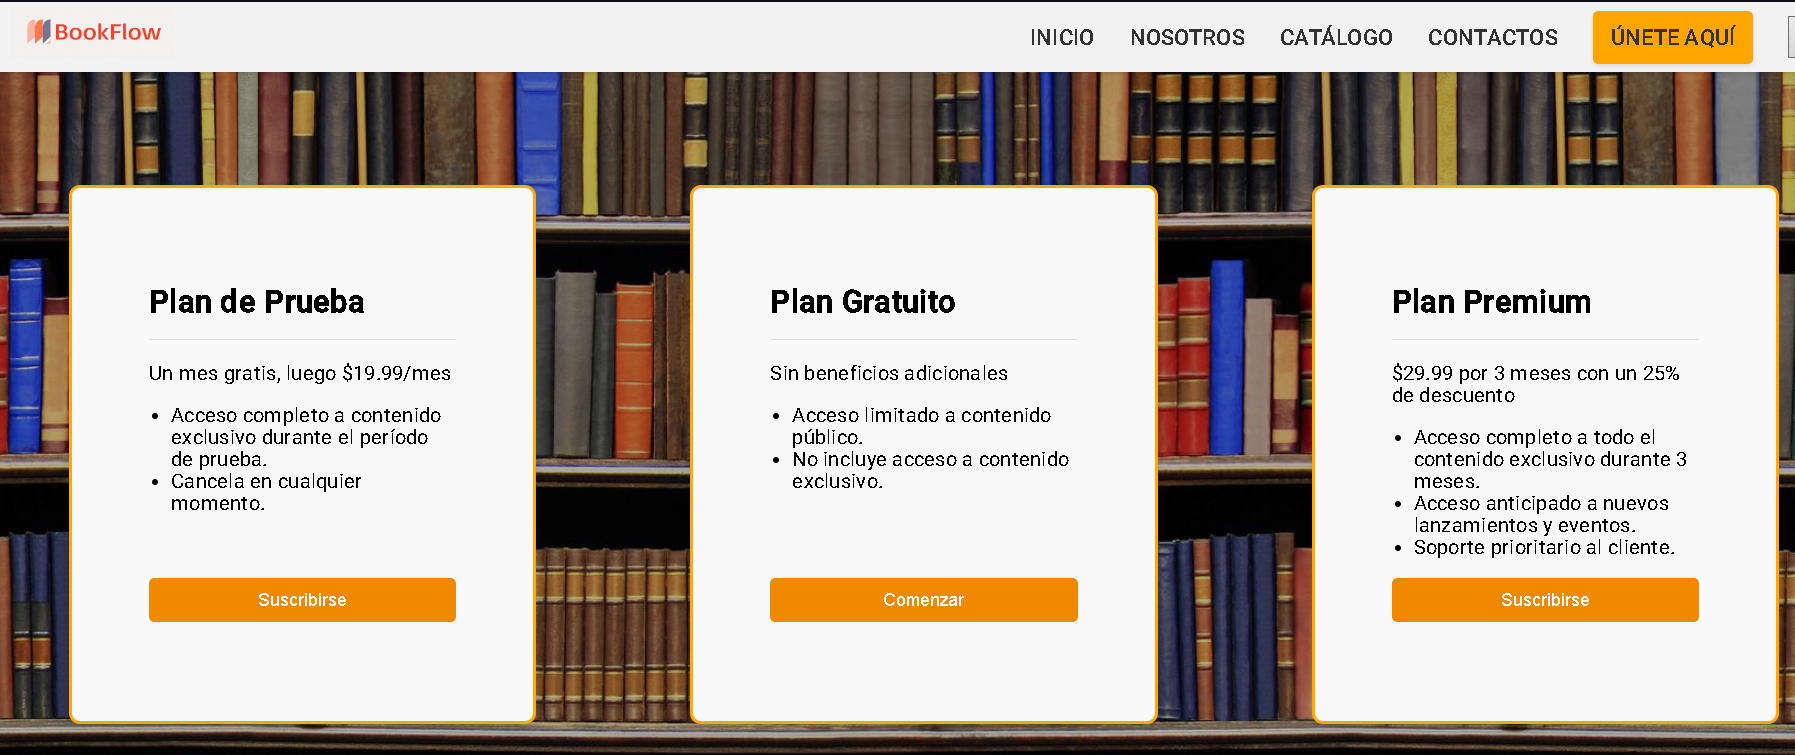 BookFlow
INICIO
NOSOTROS
CATÁLOGO
CONTACTOS
ÚNETE AQUÍ
Plan de Prueba
Un mes gratis, luego $19.99/mes
• Acceso completo a contenido
exclusivo durante el período
de prueba.
• Cancela en cualquier
momento.
Suscribirse
Plan Gratuito
Sin beneficios adicionales
• Acceso limitado a contenido
público.
• No incluye acceso a contenido
exclusivo.
Comenzar
Plan Premium
$29.99 por 3 meses con un 25%
de descuento
• Acceso completo a todo el
contenido exclusivo durante 3
meses.
• Acceso anticipado a nuevos
lanzamientos y eventos.
• Soporte prioritario al cliente.
Suscribirse